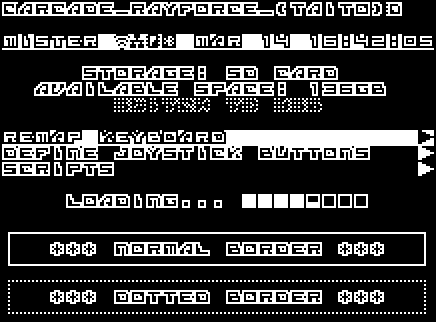 CARCADE_RAYFORCE_(TAITO)
MISTER MAR 14 16:42:05
STORAGE: SD CARD
AVAILABLE SPACE: 136GB
REMAP KEYBOARD
DEFINE JOYSTICK BUTTONS
SCRIPTS
LOADING...
*** NORMAL BORDER ***
*** DOTTED BORDER ***